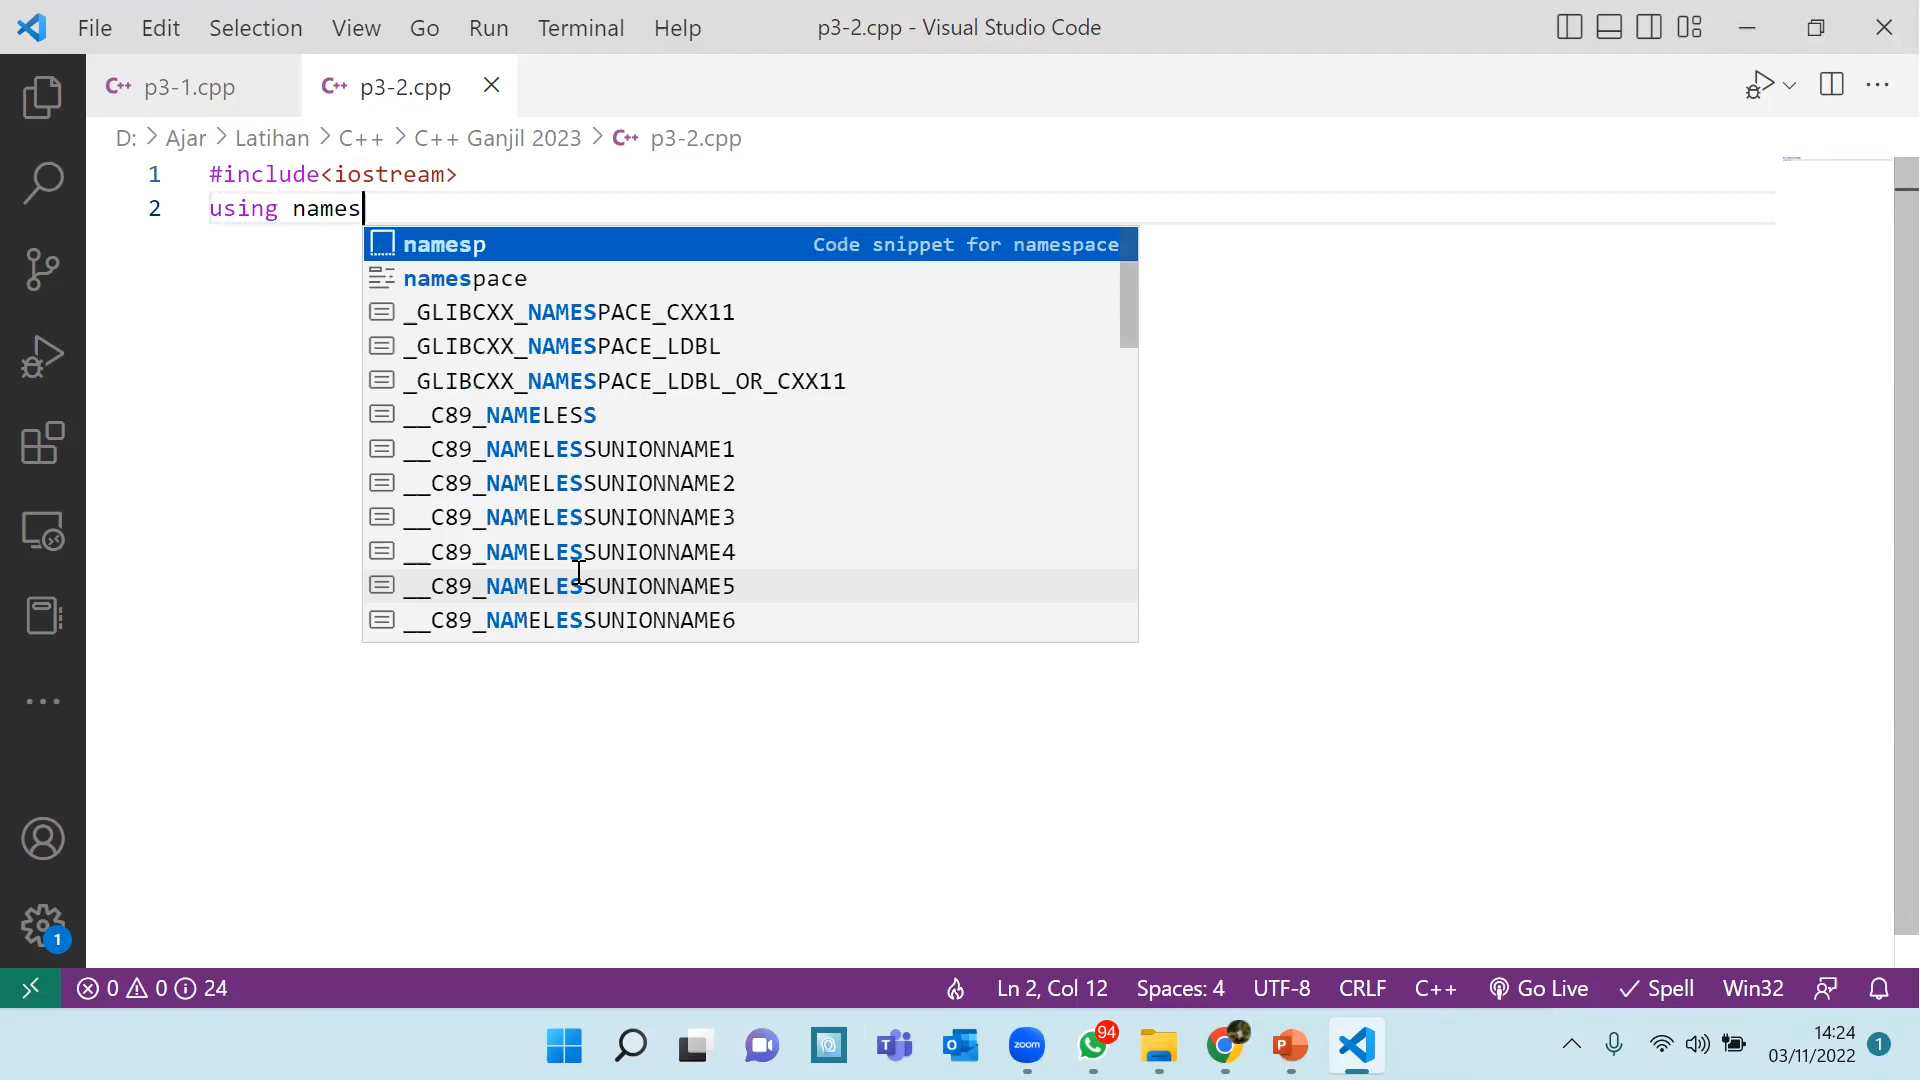 File Edit Selection View Go Run Terminal Help p3-2.cpp - Visual Studio Code
C++ p3-1.cpp C++ p3-2.cpp
D: > Ajar > Latihan > C++ > C++ Ganjil 2023 > C++ p3-2.cpp
1 #include<iostream>
2 using names
namesp Code snippet for namespace
namespace
_GLIBCXX_NAMESPACE_CXX11
_GLIBCXX_NAMESPACE_LDBL
_GLIBCXX_NAMESPACE_LDBL_OR_CXX11
__C89_NAMELESS
__C89_NAMELESSUNIONNAME1
__C89_NAMELESSUNIONNAME2
__C89_NAMELESSUNIONNAME3
__C89_NAMELESSUNIONNAME4
__C89_NAMELESSUNIONNAME5
__C89_NAMELESSUNIONNAME6
1
0 0 24 Ln 2, Col 12 Spaces: 4 UTF-8 CRLF C++ Go Live Spell Win32
zoom 94 14:24 1
03/11/2022